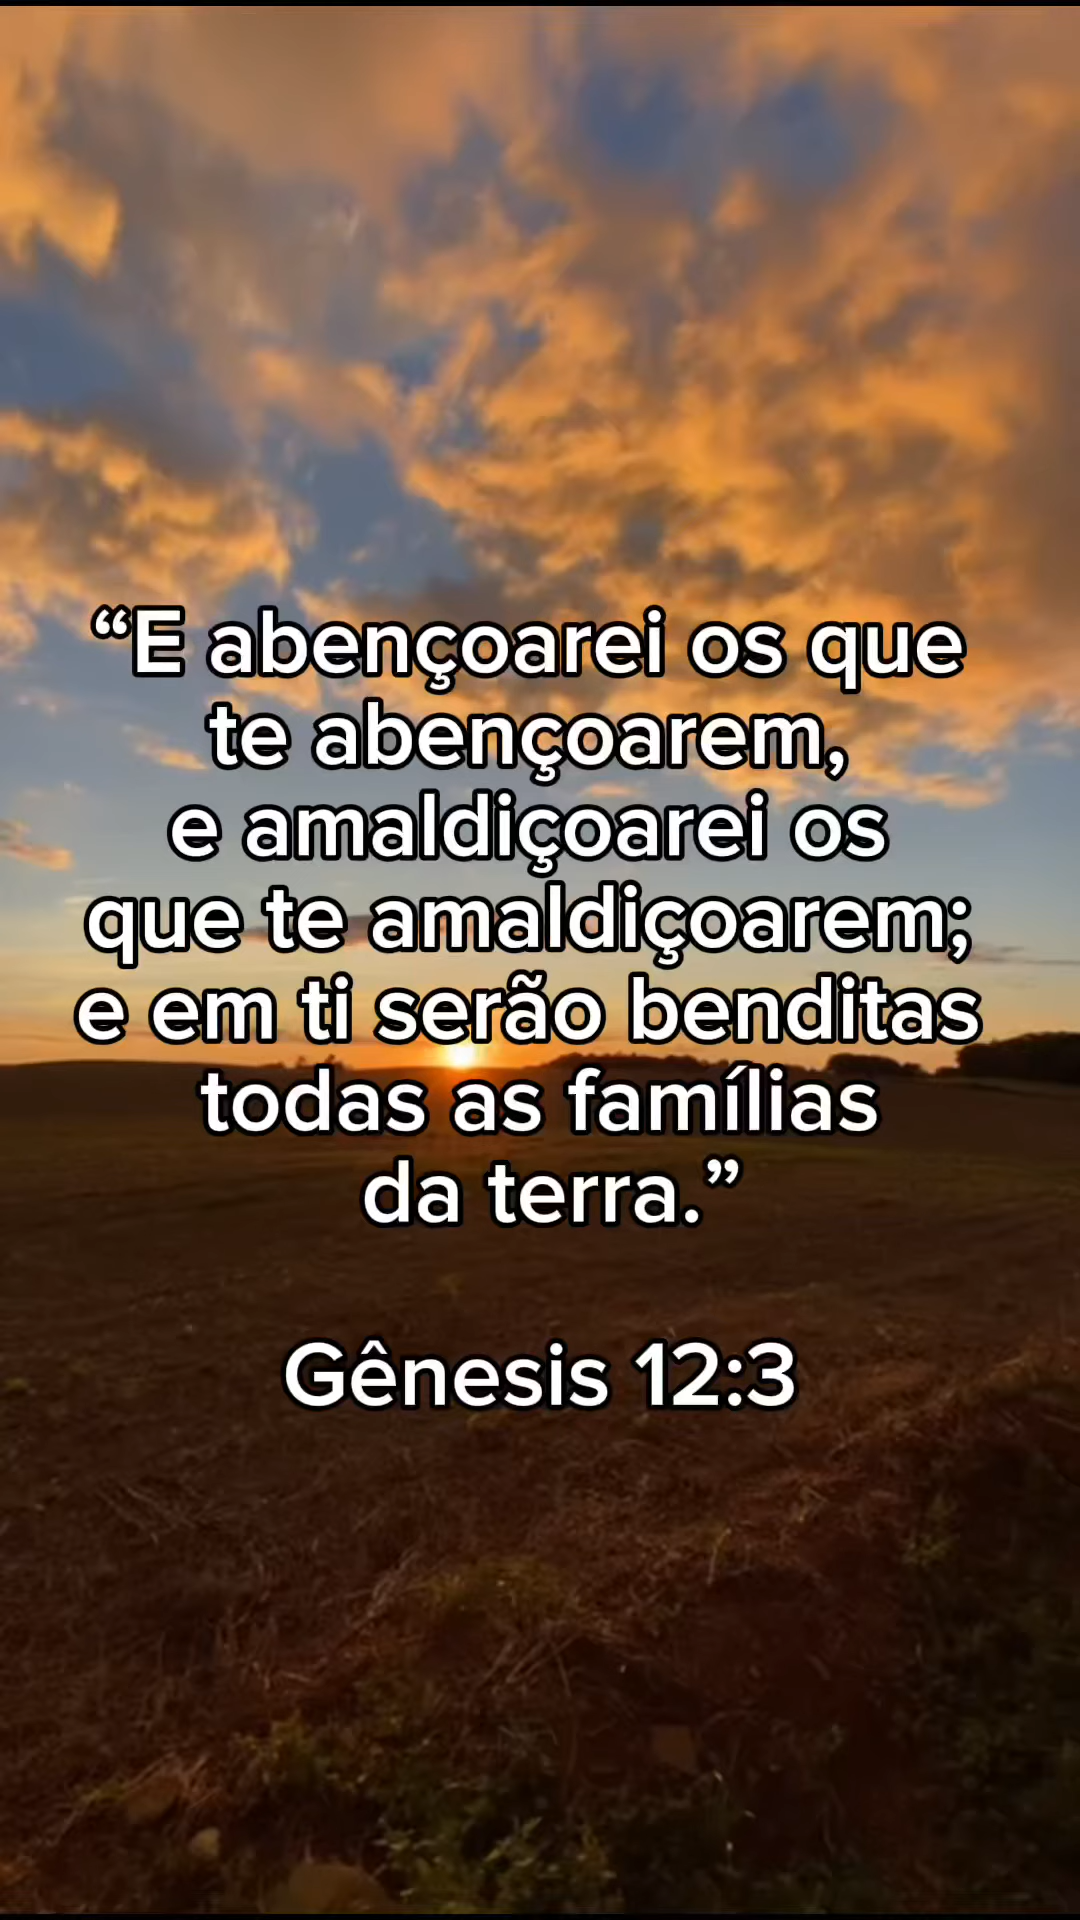 “E abençoarei os que
te abençoarem,
e amaldiçoarei os
que te amaldiçoarem;
e em ti serão benditas
todas as famílias
da terra.”
Gênesis 12:3